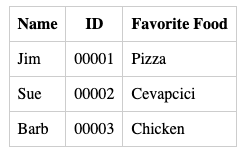 Name ID Favorite Food
Jim 00001 Pizza
Sue 00002 Cevapcici
Barb 00003 Chicken